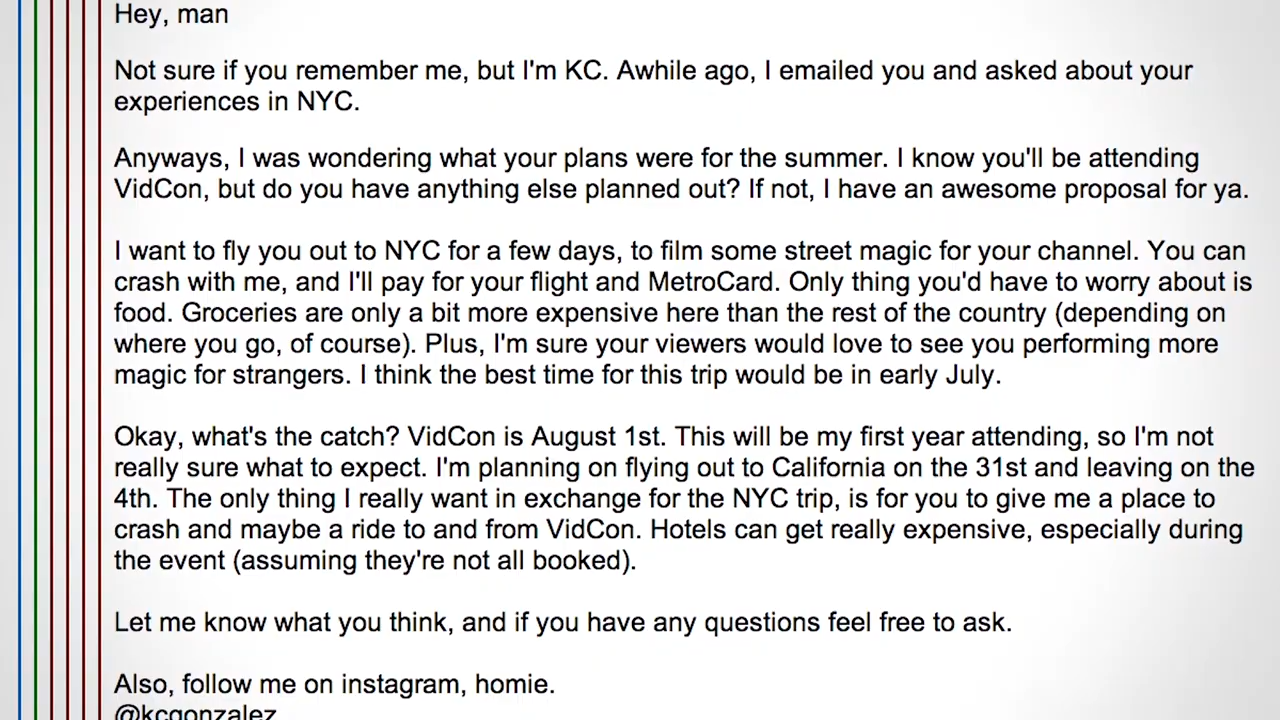 Hey, man
Not sure if you remember me, but I'm KC. Awhile ago, I emailed you and asked about your
experiences in NYC.
Anyways, I was wondering what your plans were for the summer. I know you'll be attending
VidCon, but do you have anything else planned out? If not, I have an awesome proposal for ya.
I want to fly you out to NYC for a few days, to film some street magic for your channel. You can
crash with me, and I'll pay for your flight and MetroCard. Only thing you'd have to worry about is
food. Groceries are only a bit more expensive here than the rest of the country (depending on
where you go, of course). Plus, I'm sure your viewers would love to see you performing more
magic for strangers. I think the best time for this trip would be in early July.
Okay, what's the catch? VidCon is August 1st. This will be my first year attending, so I'm not
really sure what to expect. I'm planning on flying out to California on the 31st and leaving on the
4th. The only thing I really want in exchange for the NYC trip, is for you to give me a place to
crash and maybe a ride to and from VidCon. Hotels can get really expensive, especially during
the event (assuming they're not all booked).
Let me know what you think, and if you have any questions feel free to ask.
Also, follow me on instagram, homie.
@kcgonzalez